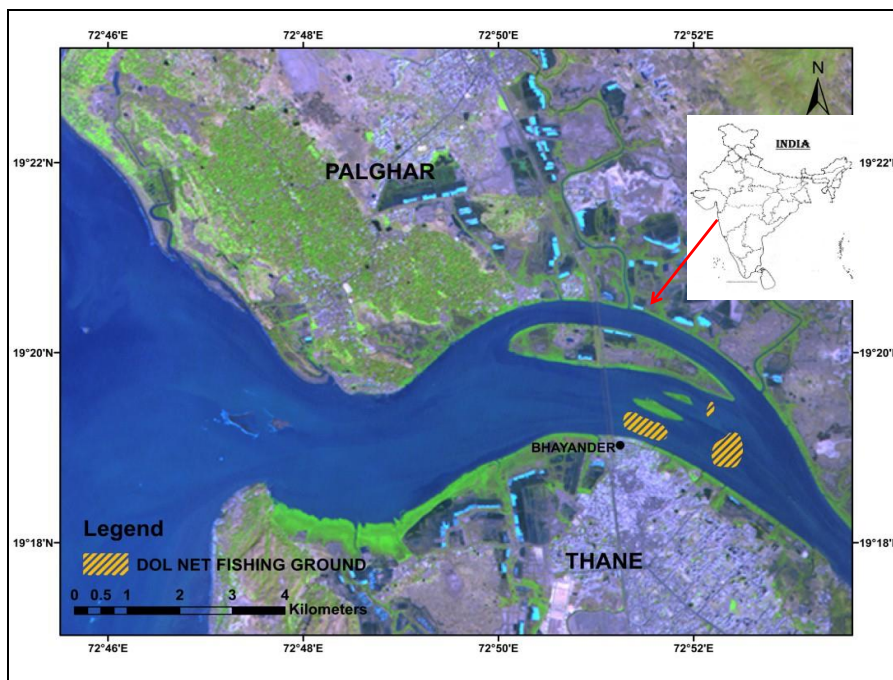 72°46'E 72°48'E 72°50'E 72°52'E
N
INDIA
19°22'N 19°22'N
PALGHAR
19°20'N 19°20'N
BHAYANDER
Legend
19°18'N 19°18'N
DOL NET FISHING GROUND
THANE
0 0.5 1 2 3 4
Kilometers
72°46'E 72°48'E 72°50'E 72°52'E